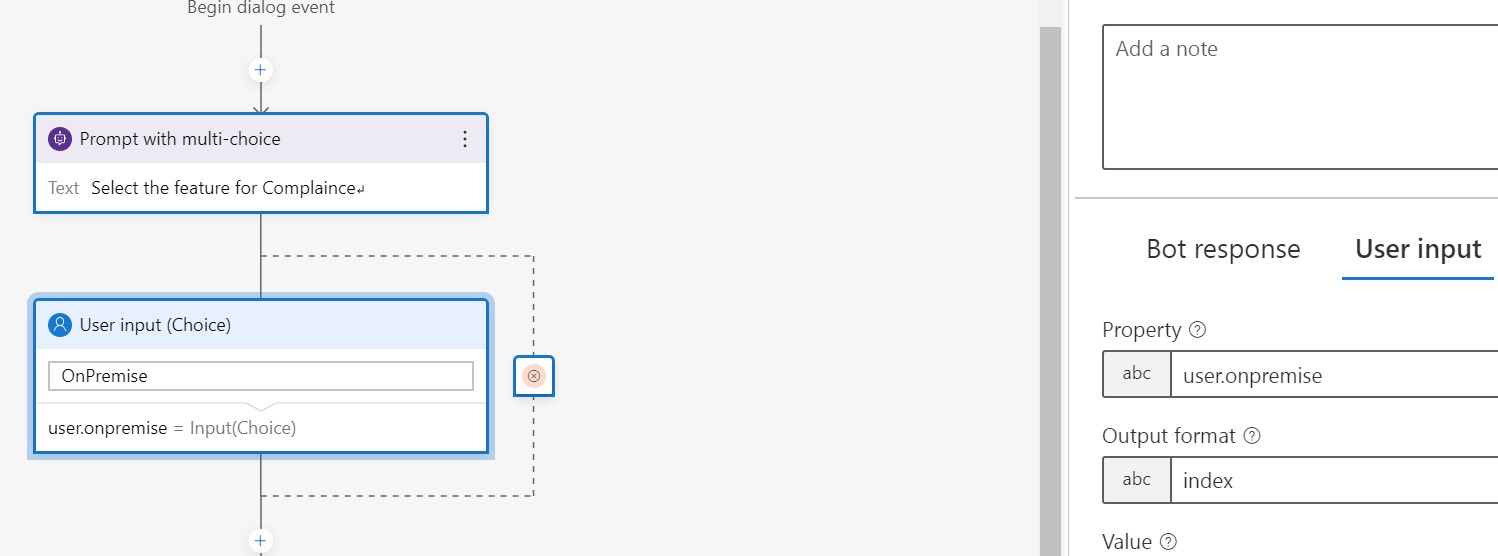 Begin dialog event
Prompt with multi-choice
Text Select the feature for Complaince↵
User input (Choice)
OnPremise
user.onpremise = Input(Choice)
Add a note
Bot response User input
Property
abc user.onpremise
Output format
abc index
Value